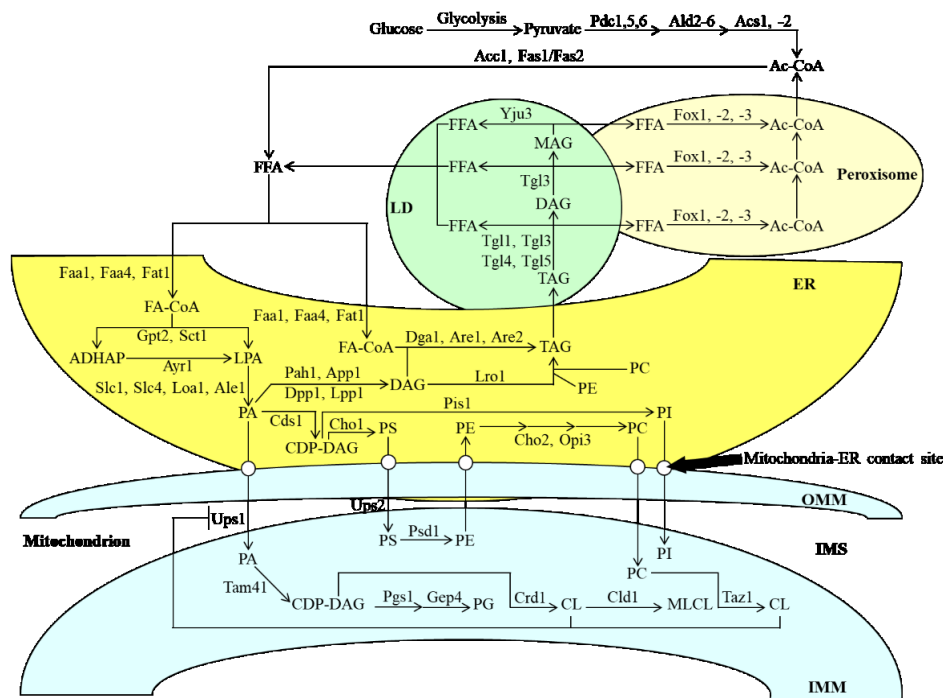 Glucose Glycolysis Pyruvate Pdc1,5,6 Ald2-6 Acs1, -2
Acc1, Fas1/Fas2 Ac-CoA
FFA Yju3 FFA Fox1, -2, -3 Ac-CoA
MAG
FFA FFA FFA Fox1, -2, -3 Ac-CoA
Peroxisome
Tgl3
LD DAG
FFA FFA Fox1, -2, -3 Ac-CoA
Tgl1, Tgl3
Tgl4, Tgl5
Faa1, Faa4, Fat1 TAG ER
FA-CoA
Faa1, Faa4, Fat1
Gpt2, Sct1 Dga1, Are1, Are2
FA-CoA TAG
ADHAP LPA
Ayr1 PC
Pah1, App1 DAG Lro1
Slc1, Slc4, Loa1, Ale1 PE
Dpp1, Lpp1
PA Pis1 PI
Cds1 Cho1 PS PE PC
CDP-DAG Cho2, Opi3
Mitochondria-ER contact site
OMM
Ups1 Ups2
Mitochondrion PS Psd1 PE IMS
PA PI
PC
Tam41
CDP-DAG Pgs1 Gep4 PG Crd1 CL Cld1 MLCL Taz1 CL
IMM